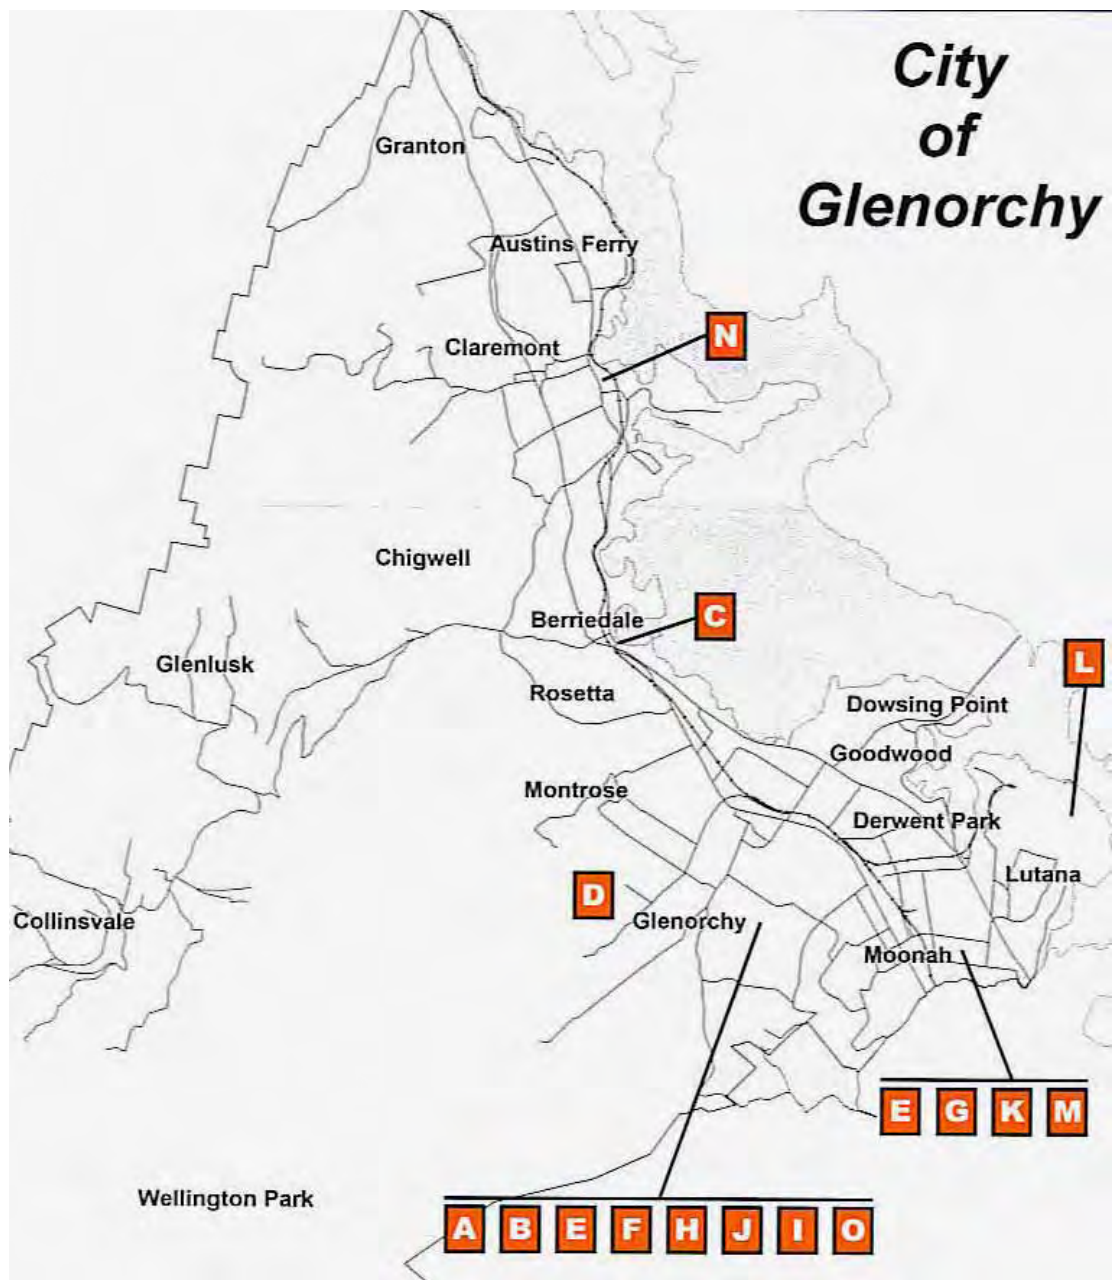 City
of
Glenorchy
Granton
Austins Ferry
N
Claremont
Chigwell
Berriedale
C
Glenlusk
L
Rosetta
Dowsing Point
Goodwood
Montrose
Derwent Park
Lutana
D
Collinsvale
Glenorchy
Moonah
E G K M
Wellington Park
A B E F H J I O